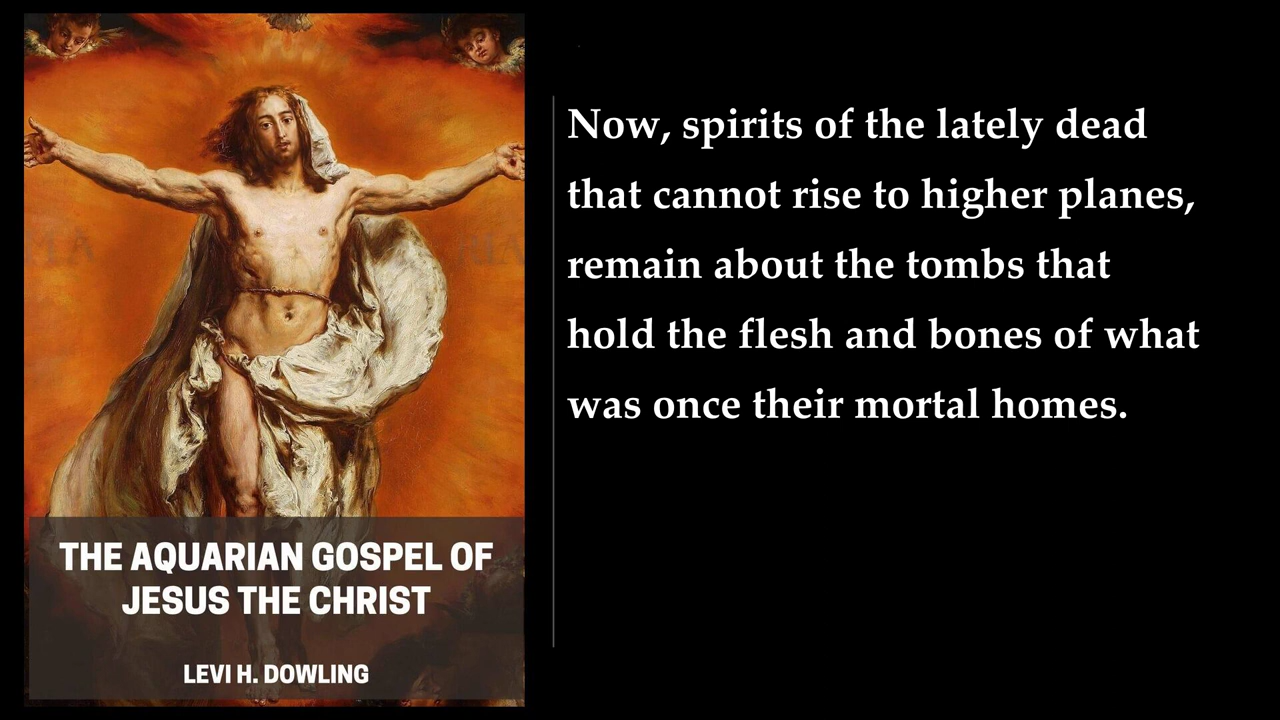 THE AQUARIAN GOSPEL OF
JESUS THE CHRIST
LEVI H. DOWLING
Now, spirits of the lately dead
that cannot rise to higher planes,
remain about the tombs that
hold the flesh and bones of what
was once their mortal homes.